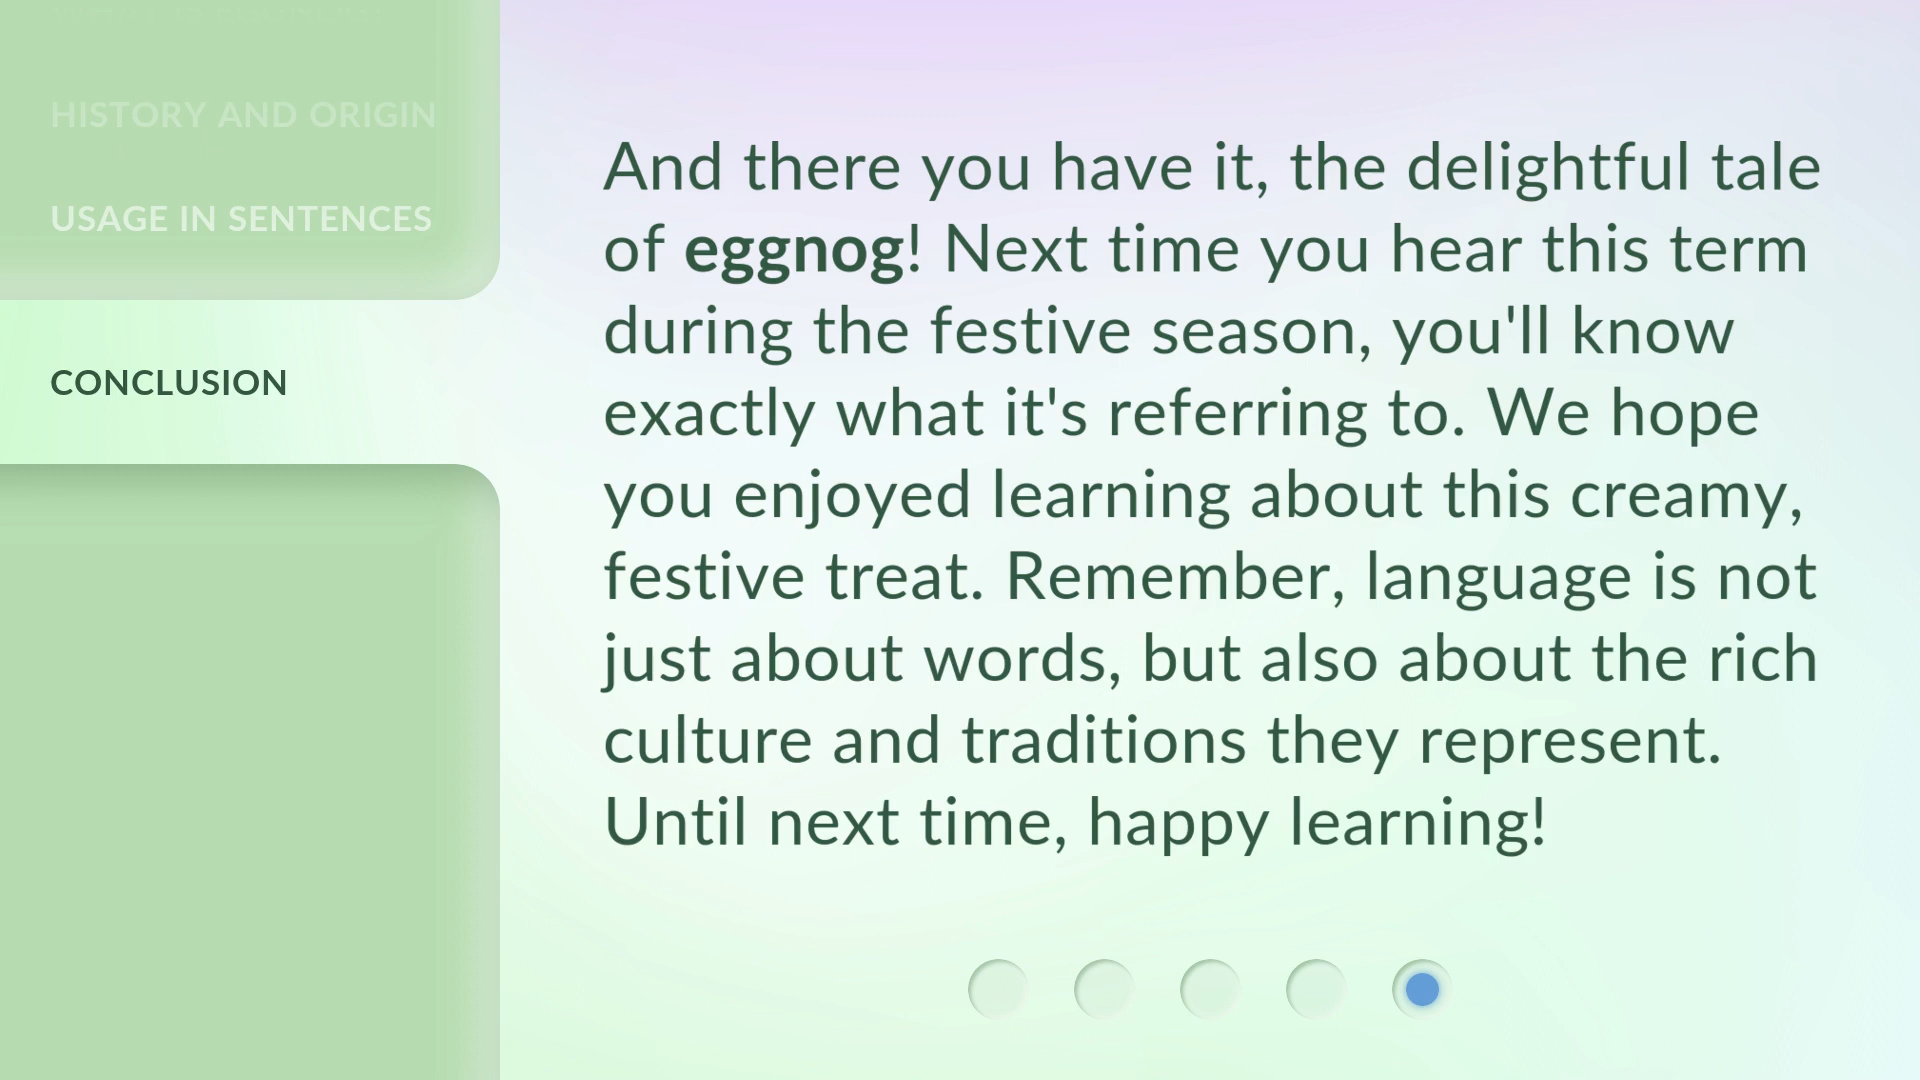 HISTORY AND ORIGIN
USAGE IN SENTENCES
CONCLUSION
And there you have it, the delightful tale
of eggnog! Next time you hear this term
during the festive season, you'll know
exactly what it's referring to. We hope
you enjoyed learning about this creamy,
festive treat. Remember, language is not
just about words, but also about the rich
culture and traditions they represent.
Until next time, happy learning!